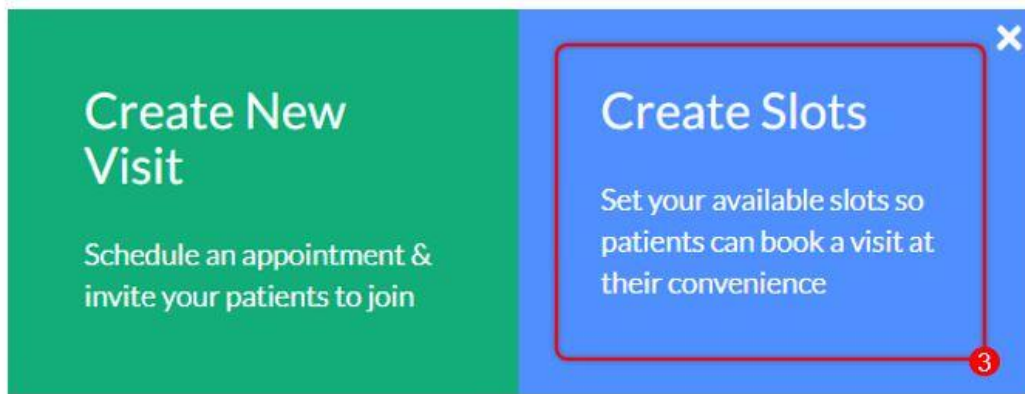 Create New
Visit
Schedule an appointment &
invite your patients to join
Create Slots
Set your available slots so
patients can book a visit at
their convenience
3